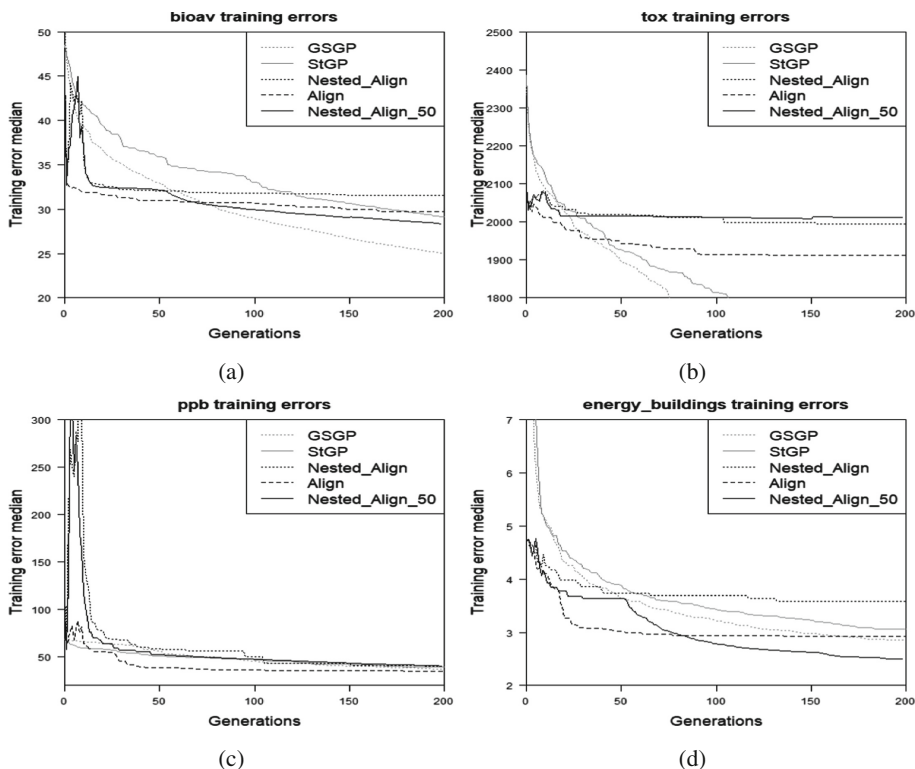 bioav training errors
Training error median
50
45
40
35
30
25
20
GSGP
StGP
Nested_Align
Align
Nested_Align_50
0 50 100 150 200
Generations
(a)
tox training errors
Training error median
2500
2400
2300
2200
2100
2000
1900
1800
GSGP
StGP
Nested_Align
Align
Nested_Align_50
0 50 100 150 200
Generations
(b)
ppb training errors
Training error median
300
250
200
150
100
50
GSGP
StGP
Nested_Align
Align
Nested_Align_50
0 50 100 150 200
Generations
(c)
energy_buildings training errors
Training error median
7
6
5
4
3
2
GSGP
StGP
Nested_Align
Align
Nested_Align_50
0 50 100 150 200
Generations
(d)